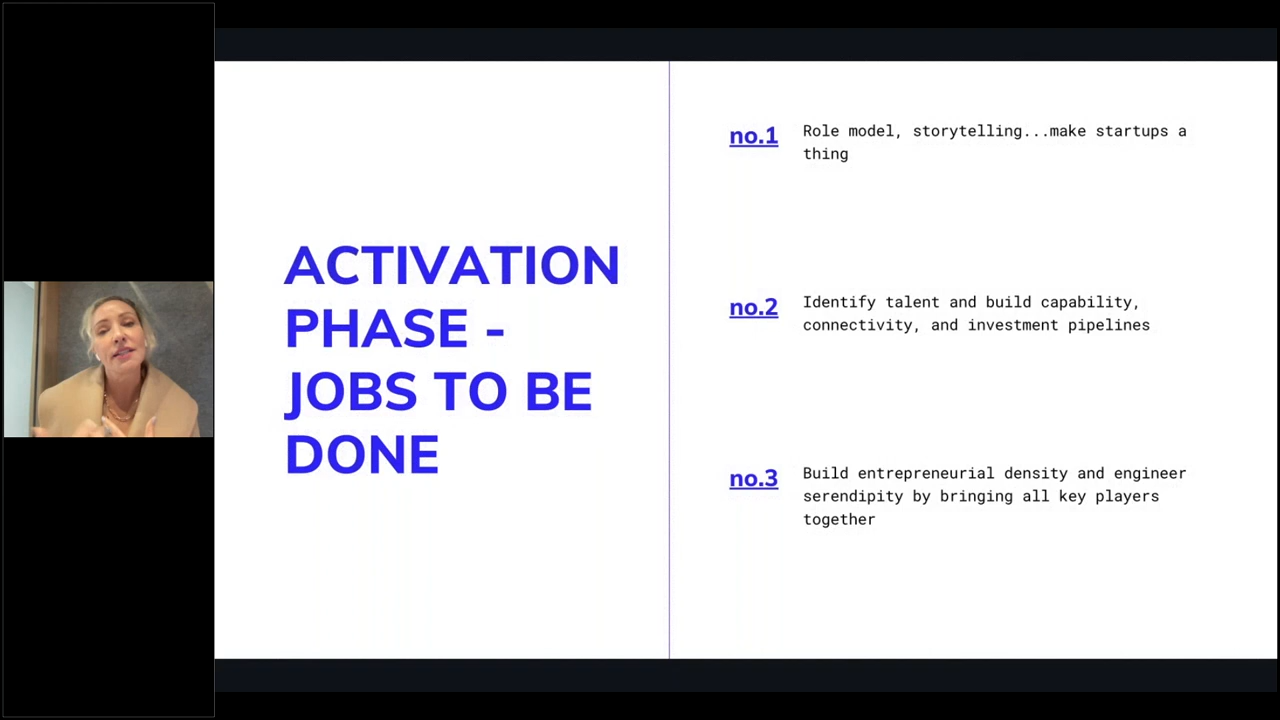 ACTIVATION
PHASE -
JOBS TO BE
DONE
no.1
Role model, storytelling...make startups a
thing
no.2
Identify talent and build capability,
connectivity, and investment pipelines
no.3
Build entrepreneurial density and engineer
serendipity by bringing all key players
together